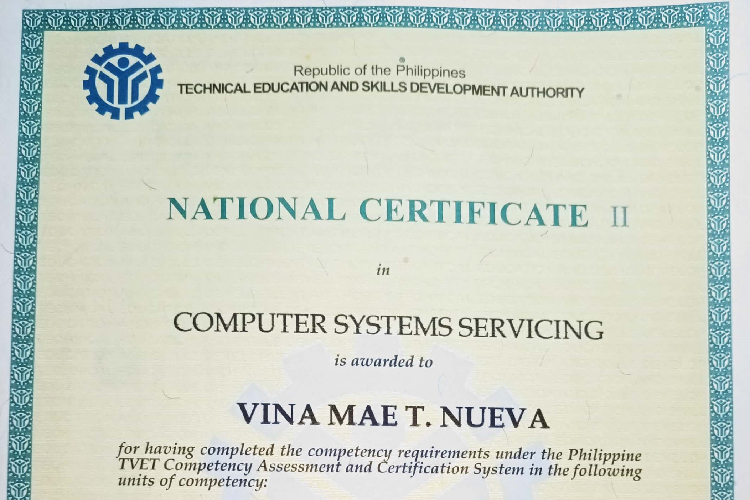 Republic of the Philippines
TECHNICAL EDUCATION AND SKILLS DEVELOPMENT AUTHORITY
NATIONAL CERTIFICATE II
in
COMPUTER SYSTEMS SERVICING
is awarded to
VINA MAE T. NUEVA
for having completed the competency requirements under the Philippine
TVET Competency Assessment and Certification System in the following
units of competency: